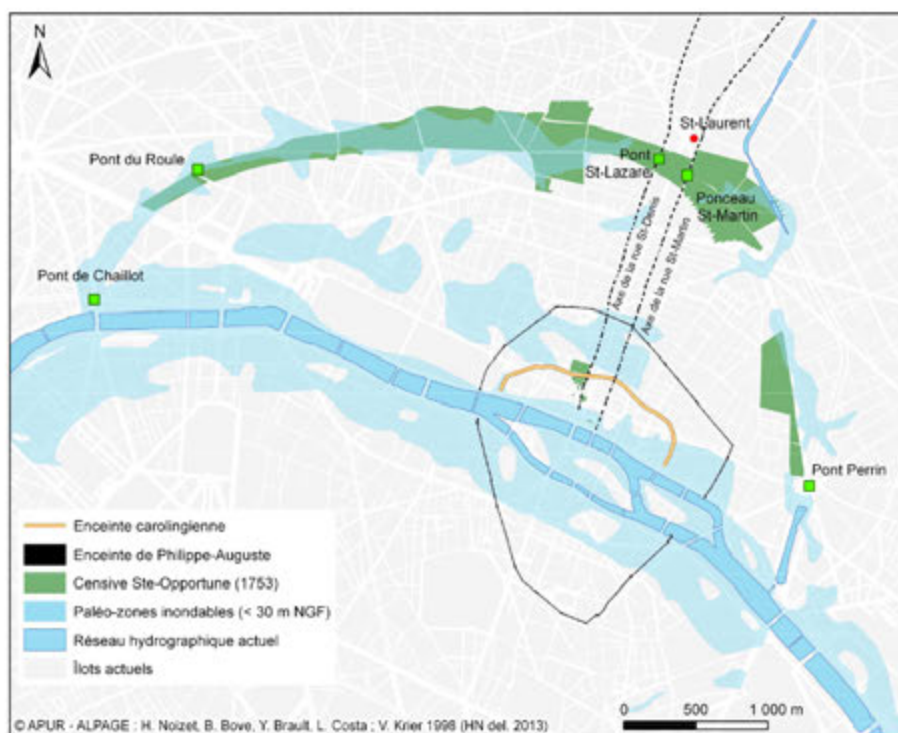 N
St-Laurent
Pont du Roule
Pont
St-Lazare
Ponceau
St-Martin
Axe de la rue St-Denis
Axe de la rue St-Martin
Pont de Chaillot
Pont Perrin
Enceinte carolingienne
Enceinte de Philippe-Auguste
Censive Ste-Opportune (1753)
Paléo-zones inondables (< 30 m NGF)
Réseau hydrographique actuel
Îlots actuels
© APUR - ALPAGE : H. Noizet, B. Bove, Y. Brault, L. Costa ; V. Krier 1998 (HN del. 2013)
0 500 1 000 m